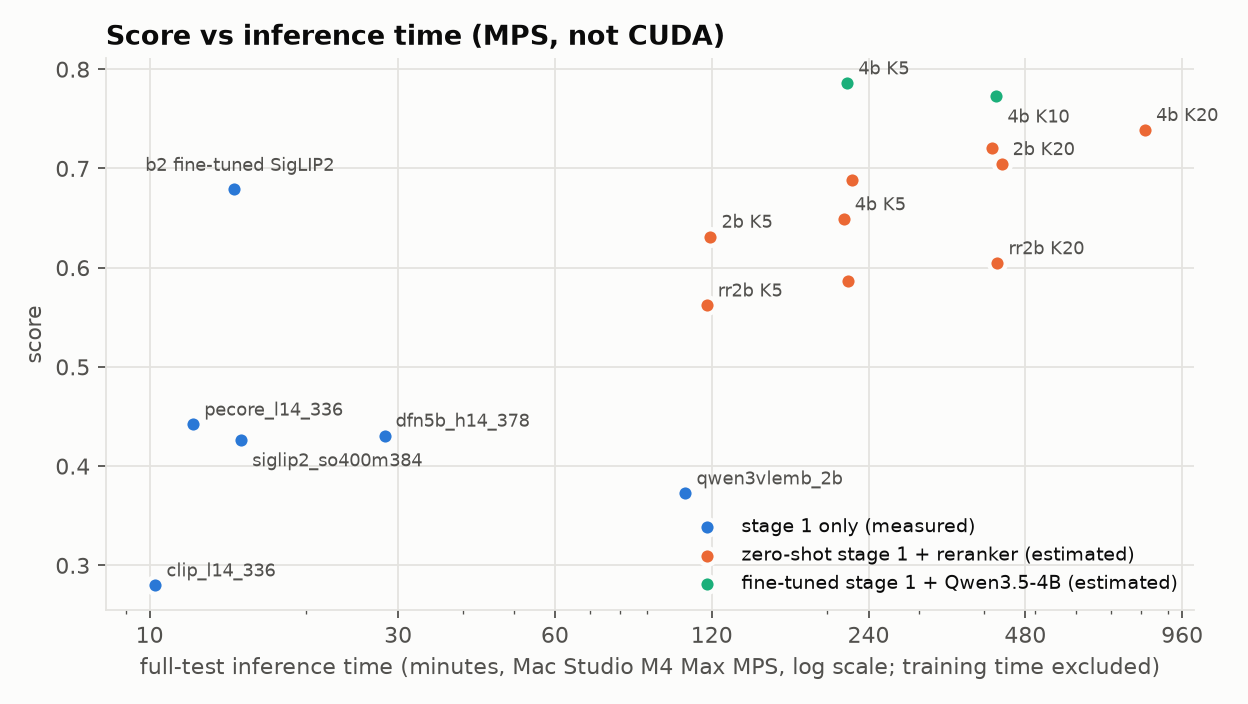 Score vs inference time (MPS, not CUDA)
score
0.8
0.7
0.6
0.5
0.4
0.3
4b K5
4b K10
4b K20
2b K20
b2 fine-tuned SigLIP2
4b K5
2b K5
rr2b K20
rr2b K5
pecore_l14_336
dfn5b_h14_378
siglip2_so400m384
qwen3vlemb_2b
clip_l14_336
stage 1 only (measured)
zero-shot stage 1 + reranker (estimated)
fine-tuned stage 1 + Qwen3.5-4B (estimated)
10 30 60 120 240 480 960
full-test inference time (minutes, Mac Studio M4 Max MPS, log scale; training time excluded)